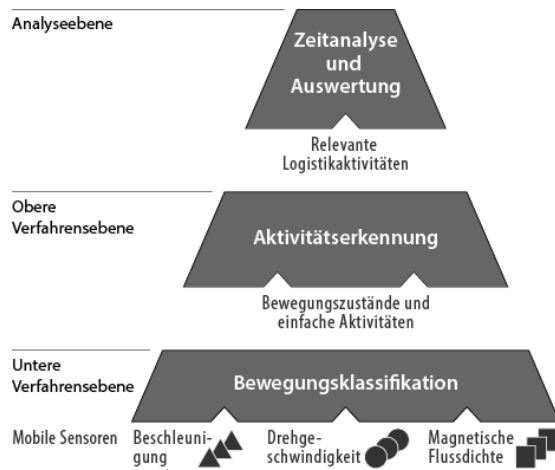 Analyseebene
Zeitanalyse
und
Auswertung
Relevante
Logistikaktivitäten
Obere
Verfahrensebene
Aktivitätserkennung
Bewegungszustände und
einfache Aktivitäten
Untere
Verfahrensebene
Bewegungsklassifikation
Mobile Sensoren
Beschleuni-
gung
Drehge-
schwindigkeit
Magnetische
Flussdichte